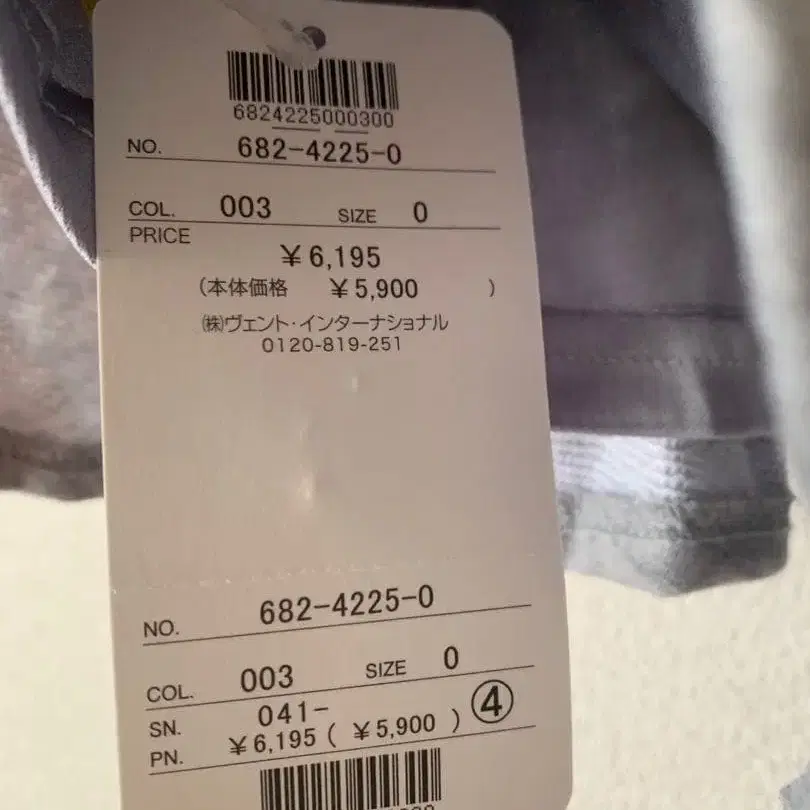 6824225000300
NO. 682-4225-0
COL. 003 SIZE 0
PRICE
¥6,195
(本体価格 ¥5,900 )
㈱ヴェント・インターナショナル
0120-819-251
NO. 682-4225-0
COL. 003 SIZE 0
SN. 041- ④
PN. ¥6,195 ( ¥5,900 )